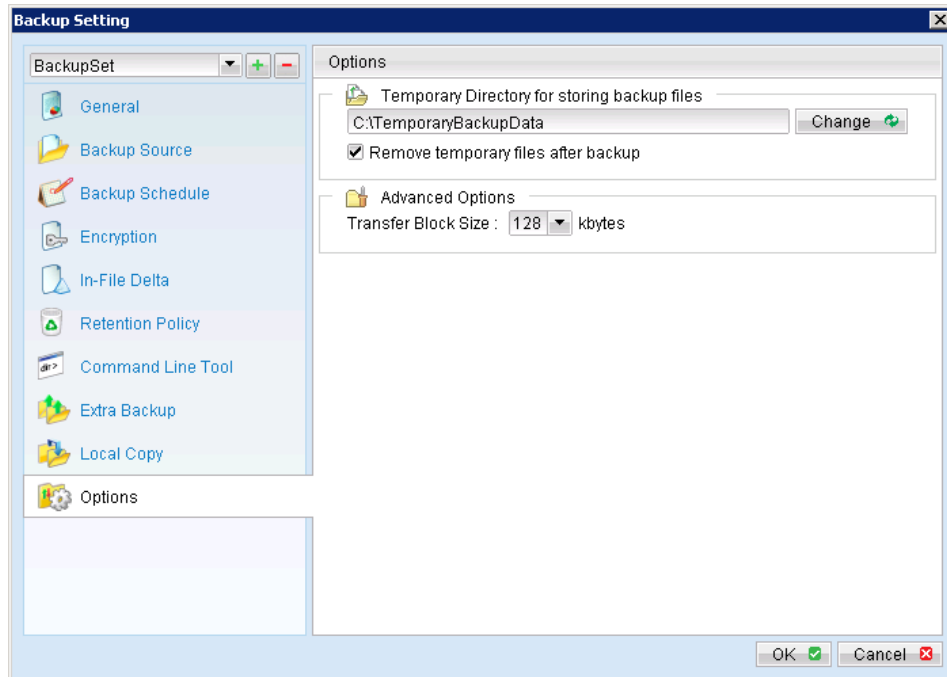 Backup Setting
BackupSet
General
Backup Source
Backup Schedule
Encryption
In-File Delta
Retention Policy
dir>
Command Line Tool
Extra Backup
Local Copy
Options
Options
Temporary Directory for storing backup files
C:\TemporaryBackupData
Change
Remove temporary files after backup
Advanced Options
Transfer Block Size : 128 kbytes
OK Cancel